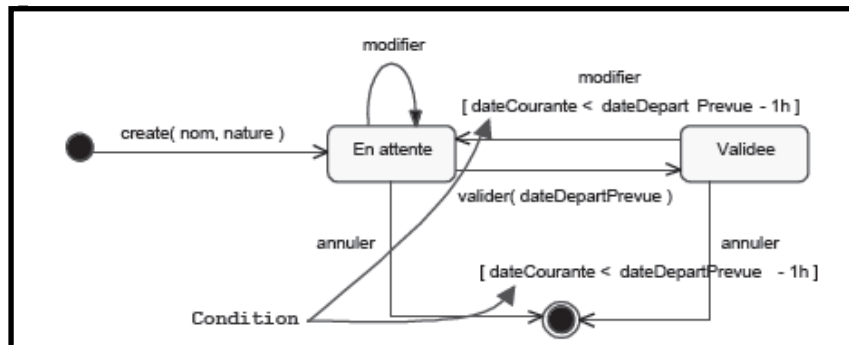 modifier
modifier
[ dateCourante < dateDepart Prevue - 1h ]
create( nom, nature )
En attente
Validee
valider( dateDepartPrevue )
annuler
annuler
[ dateCourante < dateDepartPrevue - 1h ]
Condition